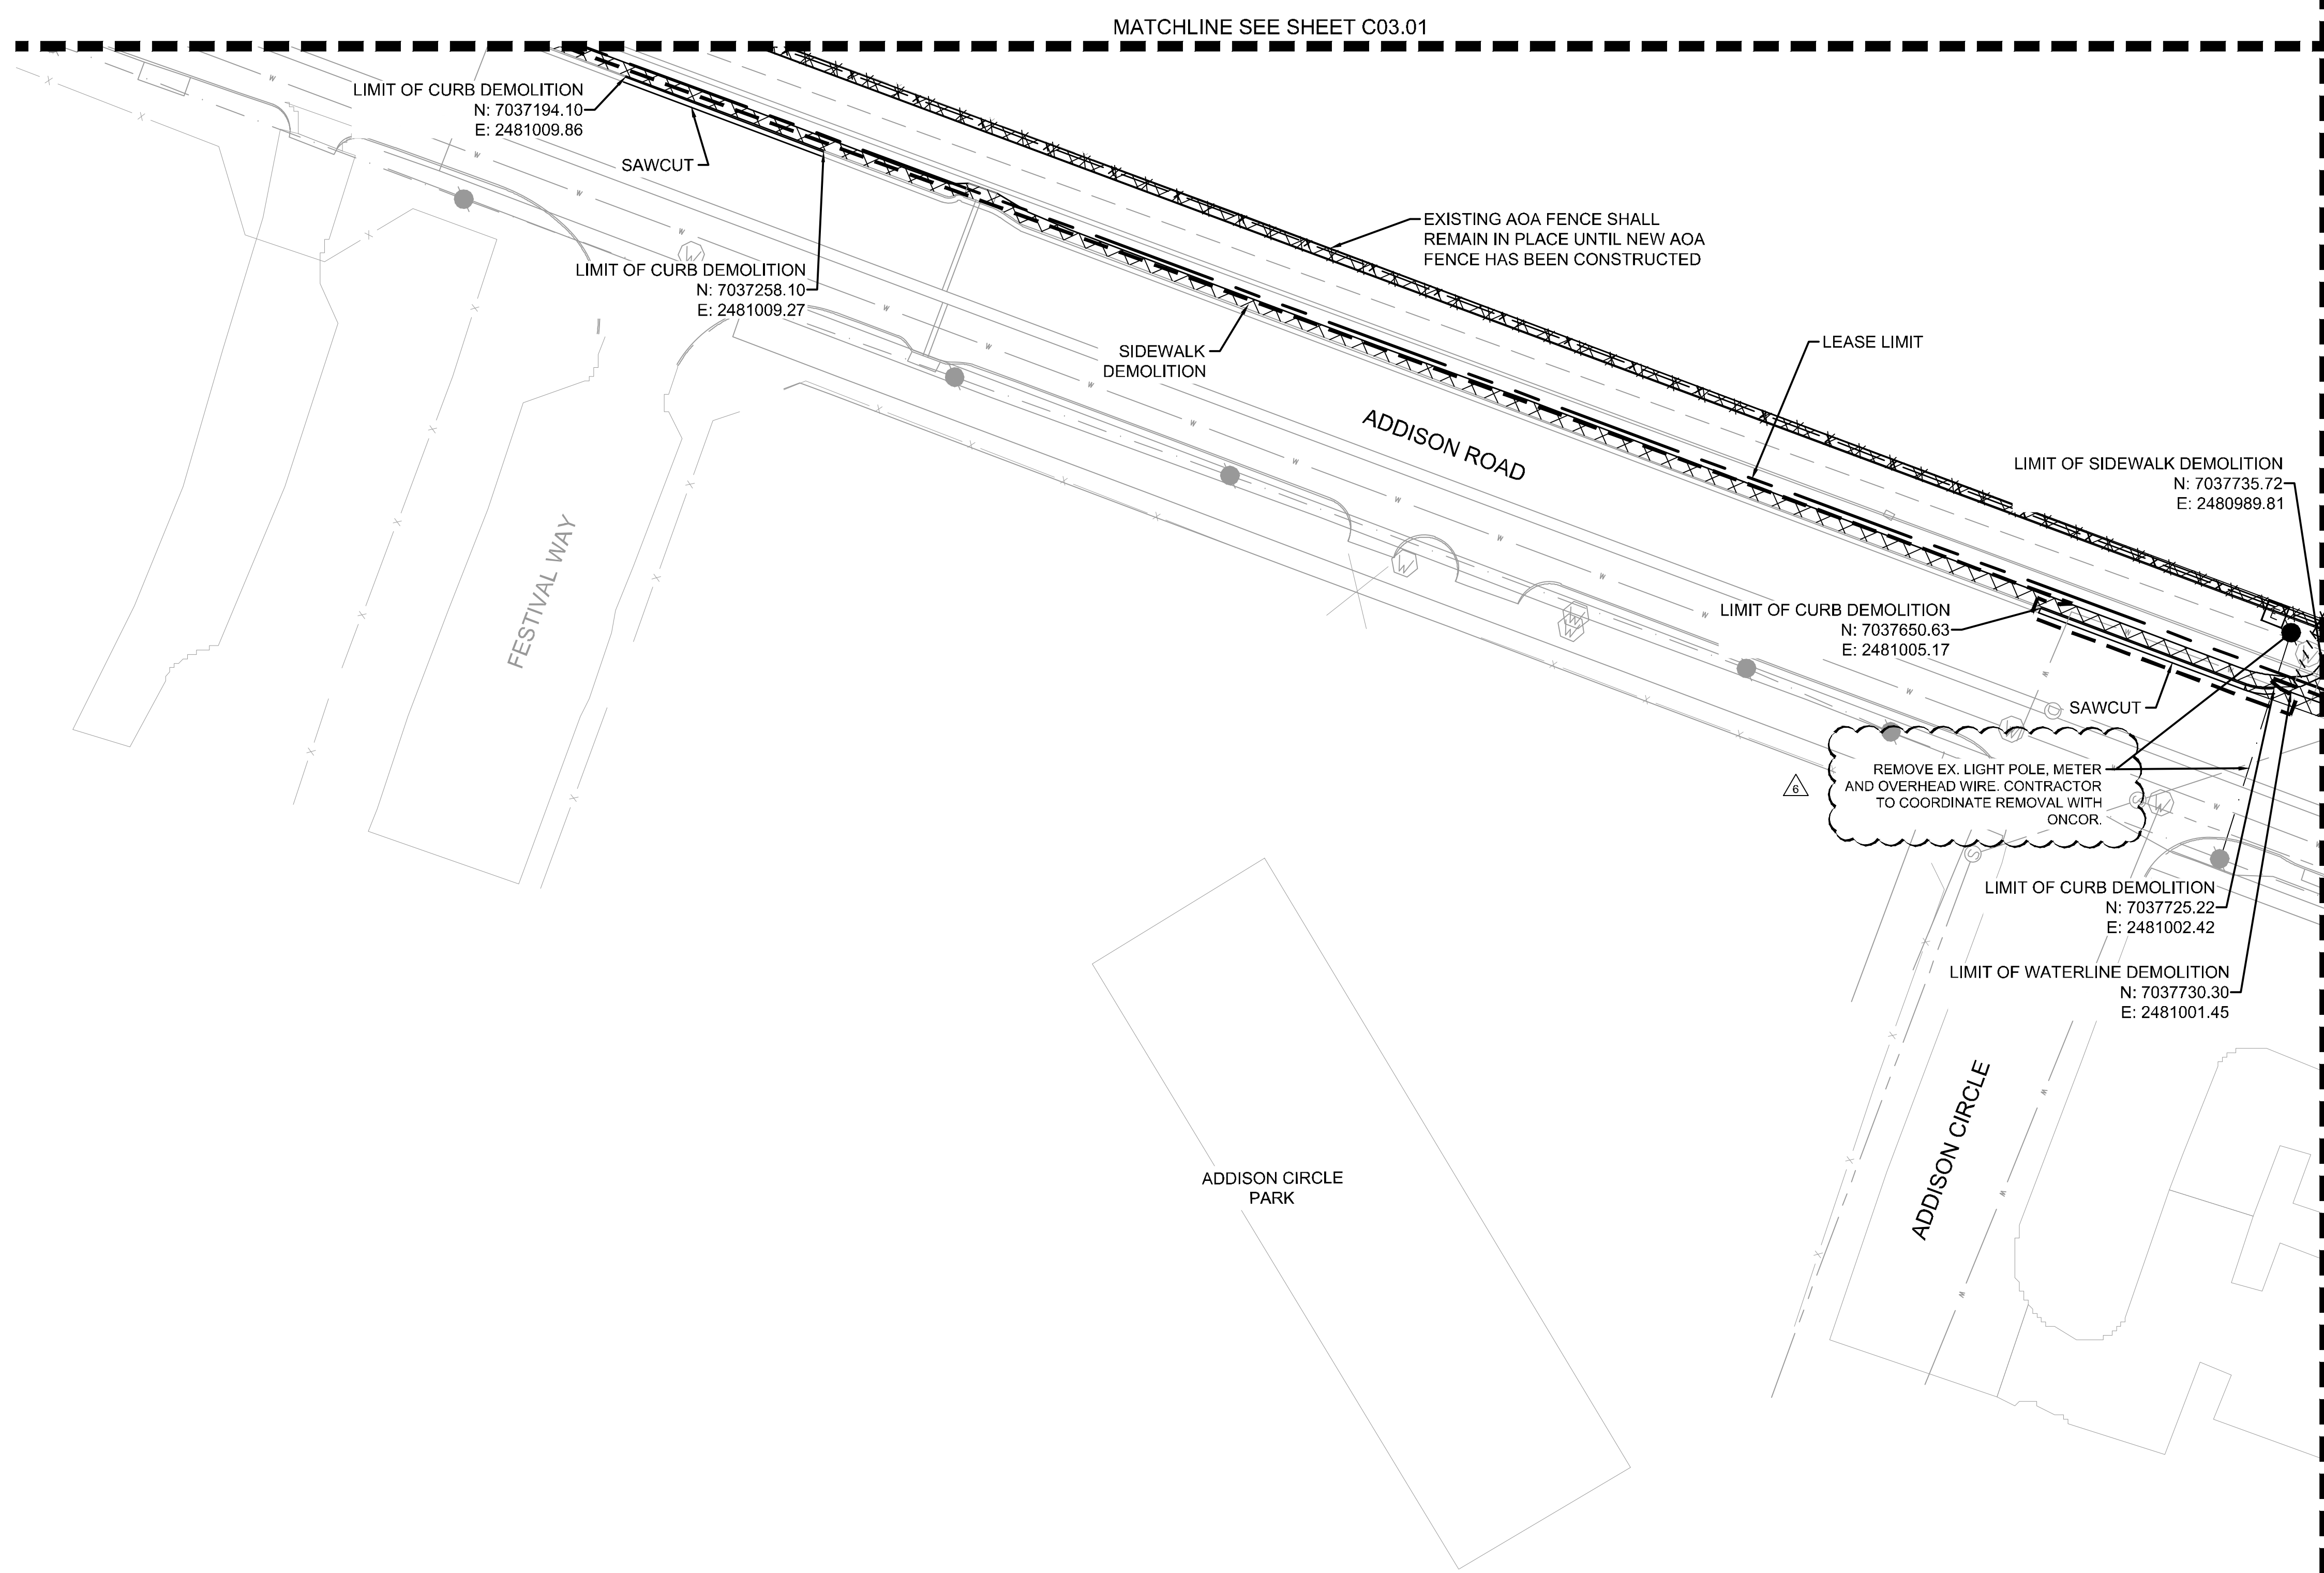 MATCHLINE SEE SHEET C03.01
LIMIT OF CURB DEMOLITION
N: 7037194.10
E: 2481009.86
SAWCUT
EXISTING AOA FENCE SHALL
REMAIN IN PLACE UNTIL NEW AOA
FENCE HAS BEEN CONSTRUCTED
LIMIT OF CURB DEMOLITION
N: 7037258.10
E: 2481009.27
SIDEWALK
DEMOLITION
LEASE LIMIT
ADDISON ROAD
LIMIT OF SIDEWALK DEMOLITION
N: 7037735.72
E: 2480989.81
FESTIVAL WAY
LIMIT OF CURB DEMOLITION
N: 7037650.63
E: 2481005.17
SAWCUT
6
REMOVE EX. LIGHT POLE, METER
AND OVERHEAD WIRE. CONTRACTOR
TO COORDINATE REMOVAL WITH
ONCOR.
LIMIT OF CURB DEMOLITION
N: 7037725.22
E: 2481002.42
LIMIT OF WATERLINE DEMOLITION
N: 7037730.30
E: 2481001.45
ADDISON CIRCLE
ADDISON CIRCLE
PARK